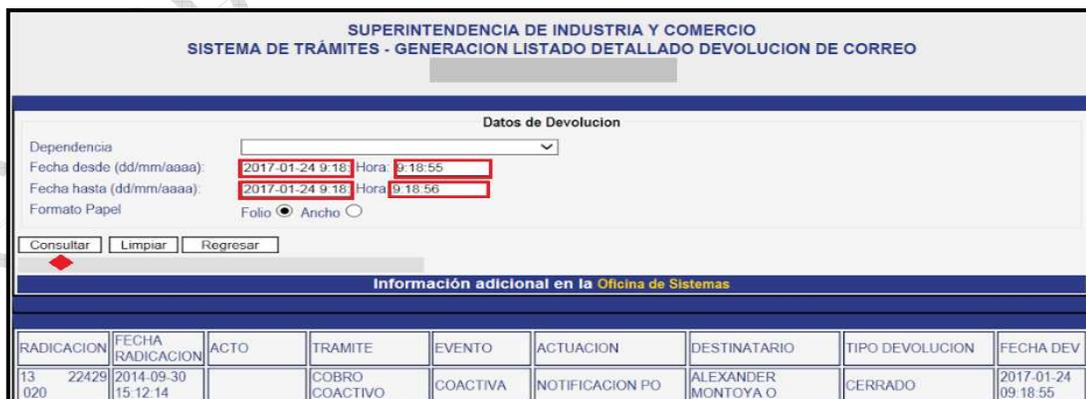 SUPERINTENDENCIA DE INDUSTRIA Y COMERCIO
SISTEMA DE TRÁMITES - GENERACION LISTADO DETALLADO DEVOLUCION DE CORREO
Datos de Devolucion
Dependencia
Fecha desde (dd/mm/aaaa): 2017-01-24 9:18: Hora: 9:18:55
Fecha hasta (dd/mm/aaaa): 2017-01-24 9:18: Hora 9:18:56
Formato Papel Folio Ancho
Consultar Limpiar Regresar
Información adicional en la Oficina de Sistemas
RADICACION FECHA RADICACION ACTO TRAMITE EVENTO ACTUACION DESTINATARIO TIPO DEVOLUCION FECHA DEV
13 22429 020 2014-09-30 15:12:14 COBRO COACTIVO COACTIVA NOTIFICACION PO ALEXANDER MONTOYA O CERRADO 2017-01-24 09:18:55